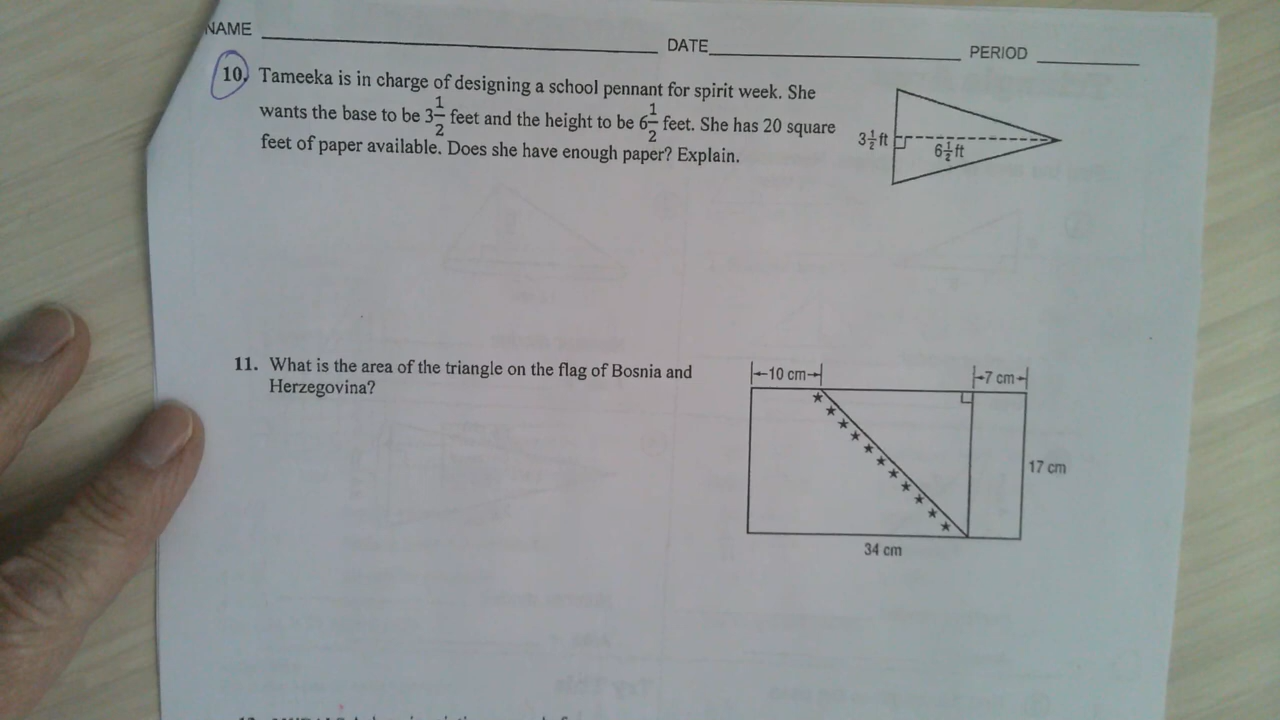 NAME ____ DATE ____ PERIOD ____
10. Tameeka is in charge of designing a school pennant for spirit week. She
wants the base to be 3 1/2 feet and the height to be 6 1/2 feet. She has 20 square
feet of paper available. Does she have enough paper? Explain.
3 1/2 ft
6 1/2 ft
11. What is the area of the triangle on the flag of Bosnia and
Herzegovina?
10 cm
7 cm
17 cm
34 cm